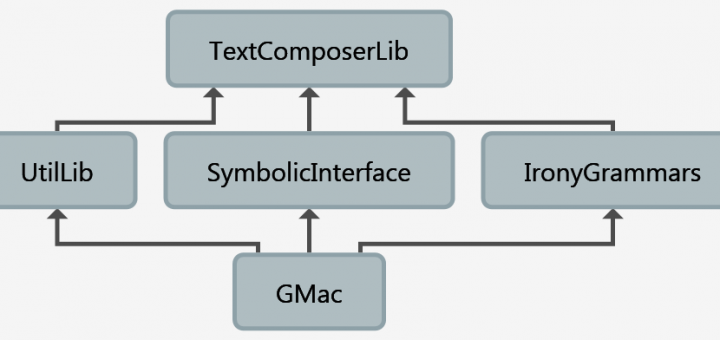 TextComposerLib
UtilLib
SymbolicInterface
IronyGrammars
GMac